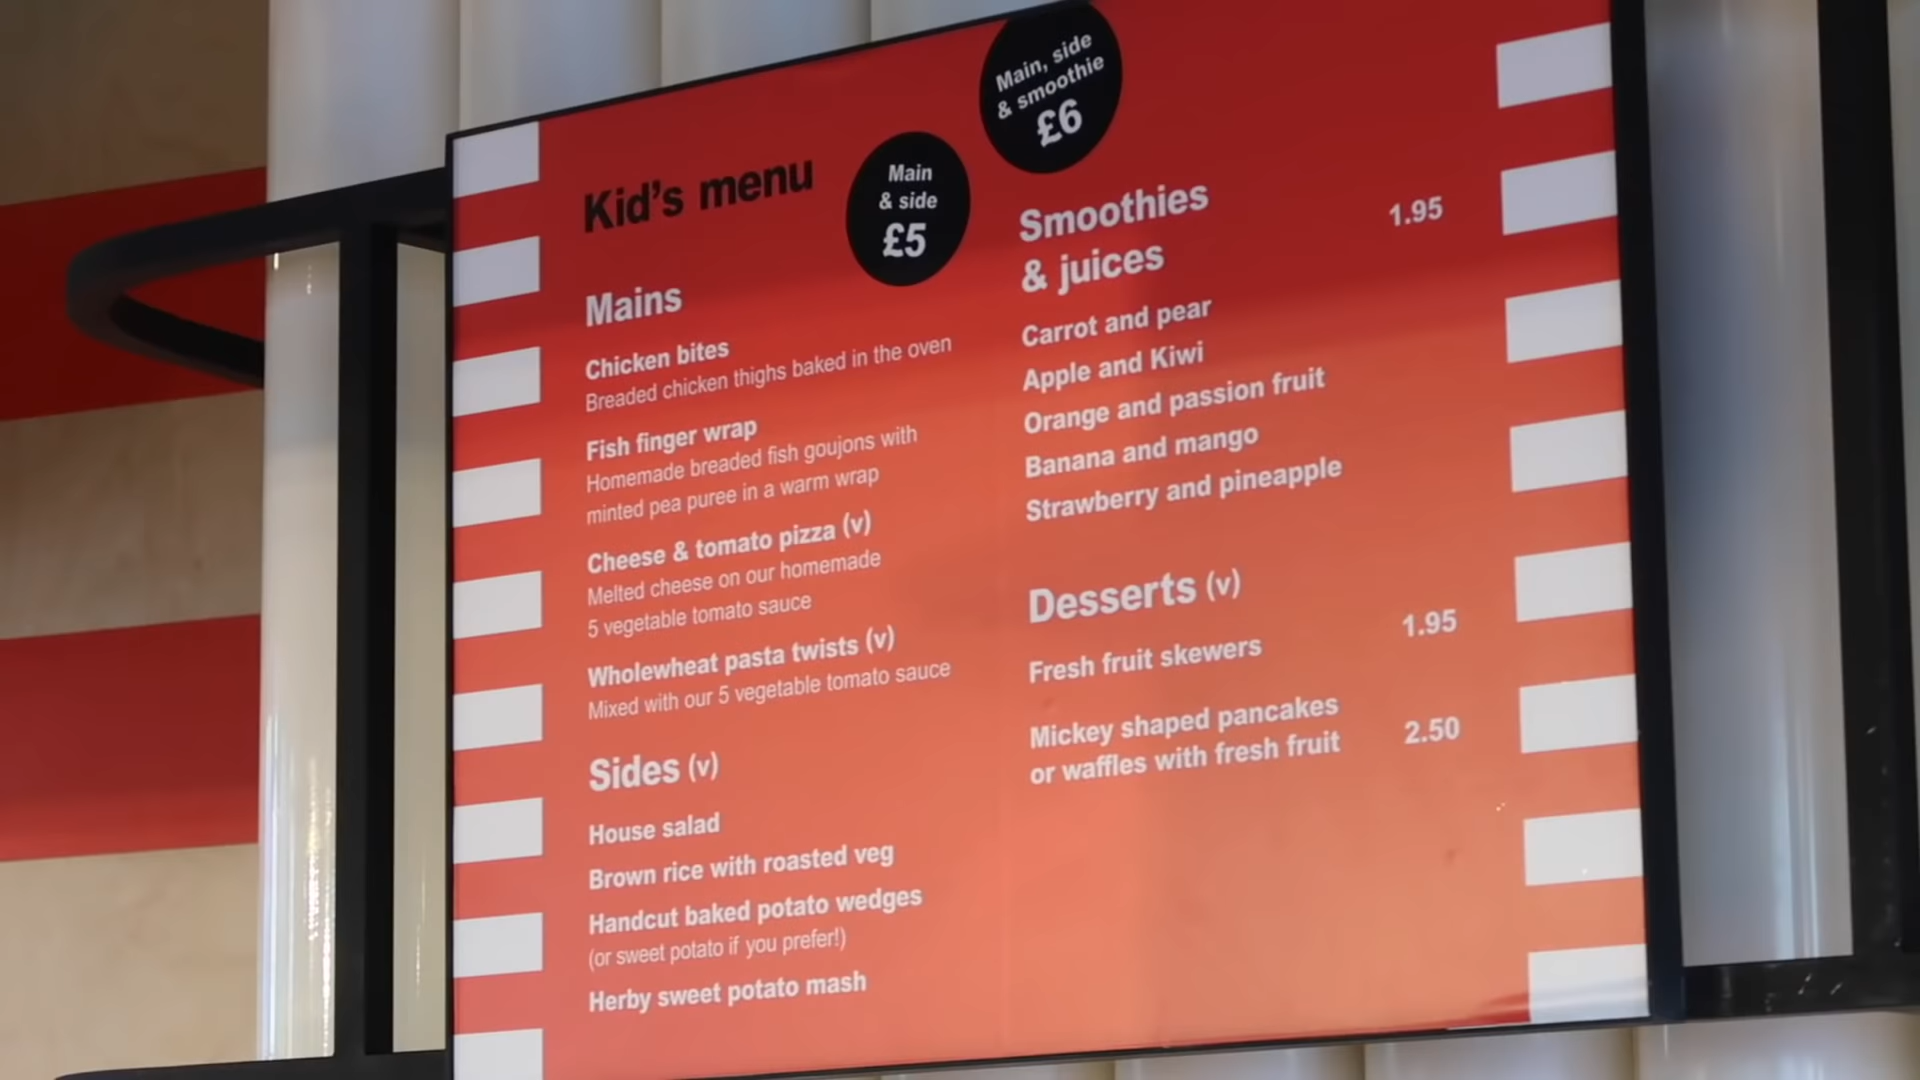 Kid's menu
Main
& side
£5
Main, side
& smoothie
£6
Mains
Chicken bites
Breaded chicken thighs baked in the oven
Fish finger wrap
Homemade breaded fish goujons with
minted pea puree in a warm wrap
Cheese & tomato pizza (v)
Melted cheese on our homemade
5 vegetable tomato sauce
Wholewheat pasta twists (v)
Mixed with our 5 vegetable tomato sauce
Sides (v)
House salad
Brown rice with roasted veg
Handcut baked potato wedges
(or sweet potato if you prefer!)
Herby sweet potato mash
Smoothies 1.95
& juices
Carrot and pear
Apple and Kiwi
Orange and passion fruit
Banana and mango
Strawberry and pineapple
Desserts (v)
Fresh fruit skewers 1.95
Mickey shaped pancakes
or waffles with fresh fruit 2.50